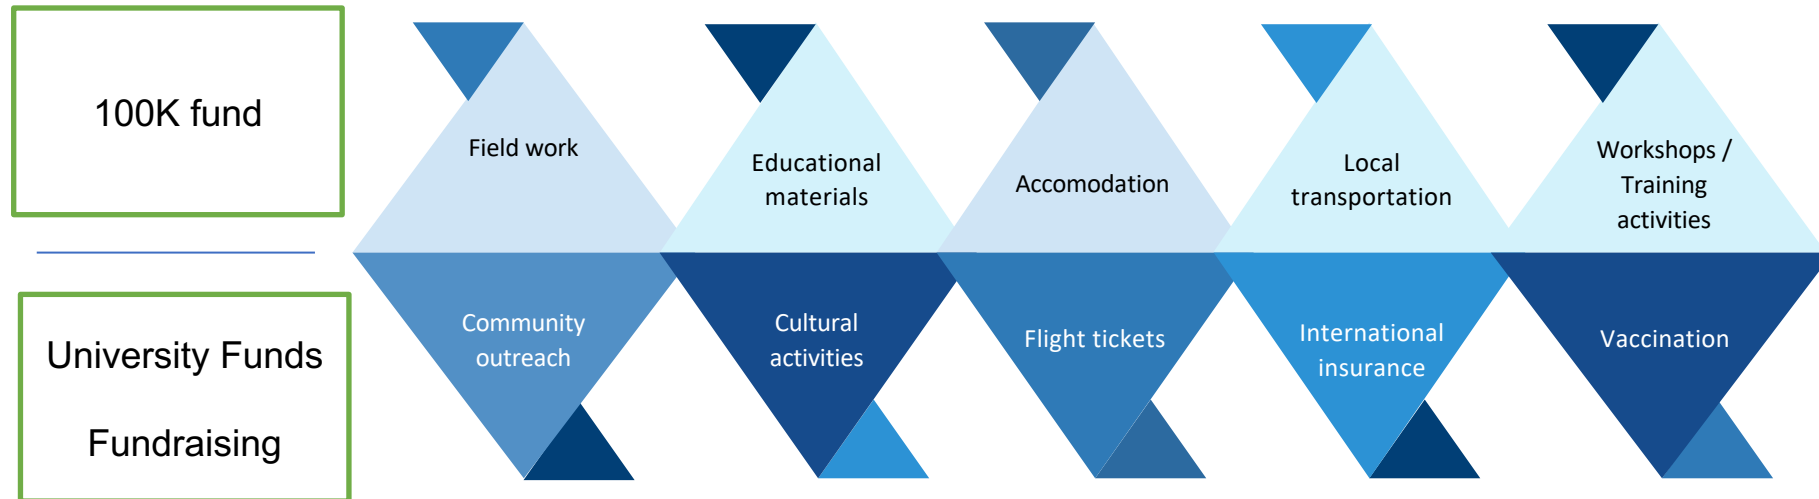 100K fund
Field work
Educational
materials
Accomodation
Local
transportation
Workshops /
Training
activities
University Funds
Fundraising
Community
outreach
Cultural
activities
Flight tickets
International
insurance
Vaccination